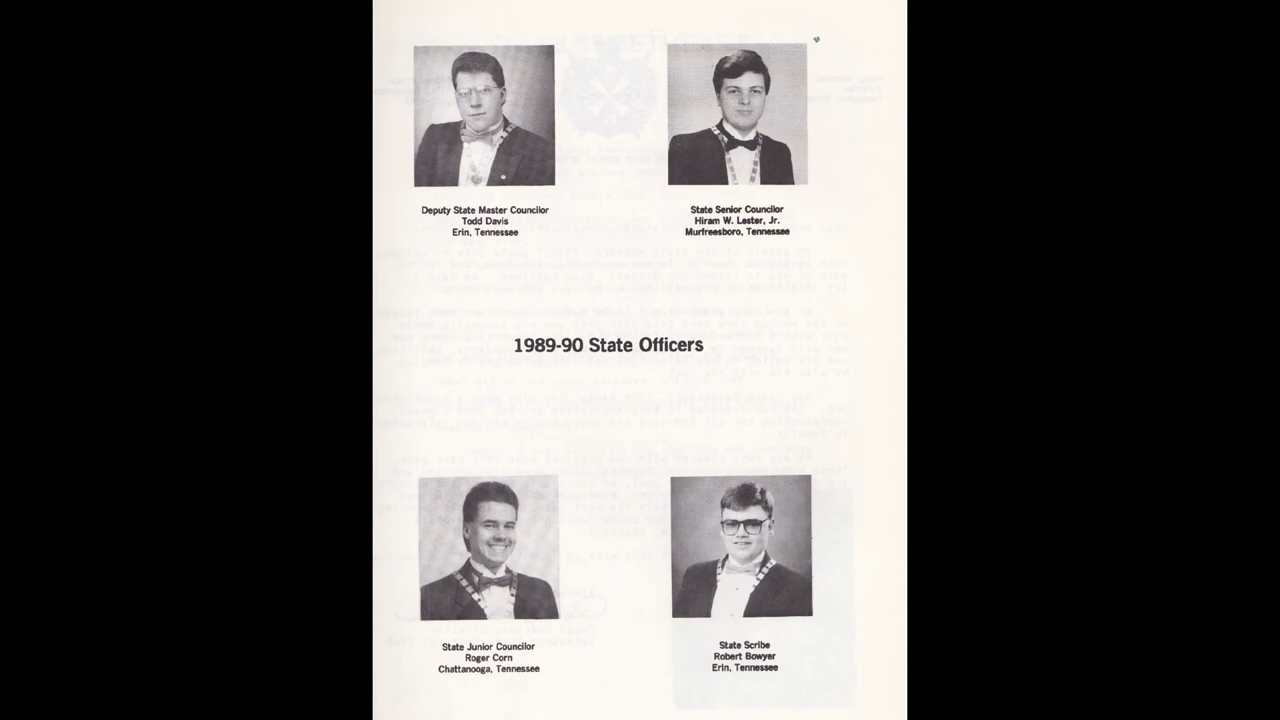 Deputy State Master Councilor
Todd Davis
Erin, Tennessee
State Senior Councilor
Hiram W. Lester, Jr.
Murfreesboro, Tennessee
1989-90 State Officers
State Junior Councilor
Roger Corn
Chattanooga, Tennessee
State Scribe
Robert Bowyer
Erin, Tennessee